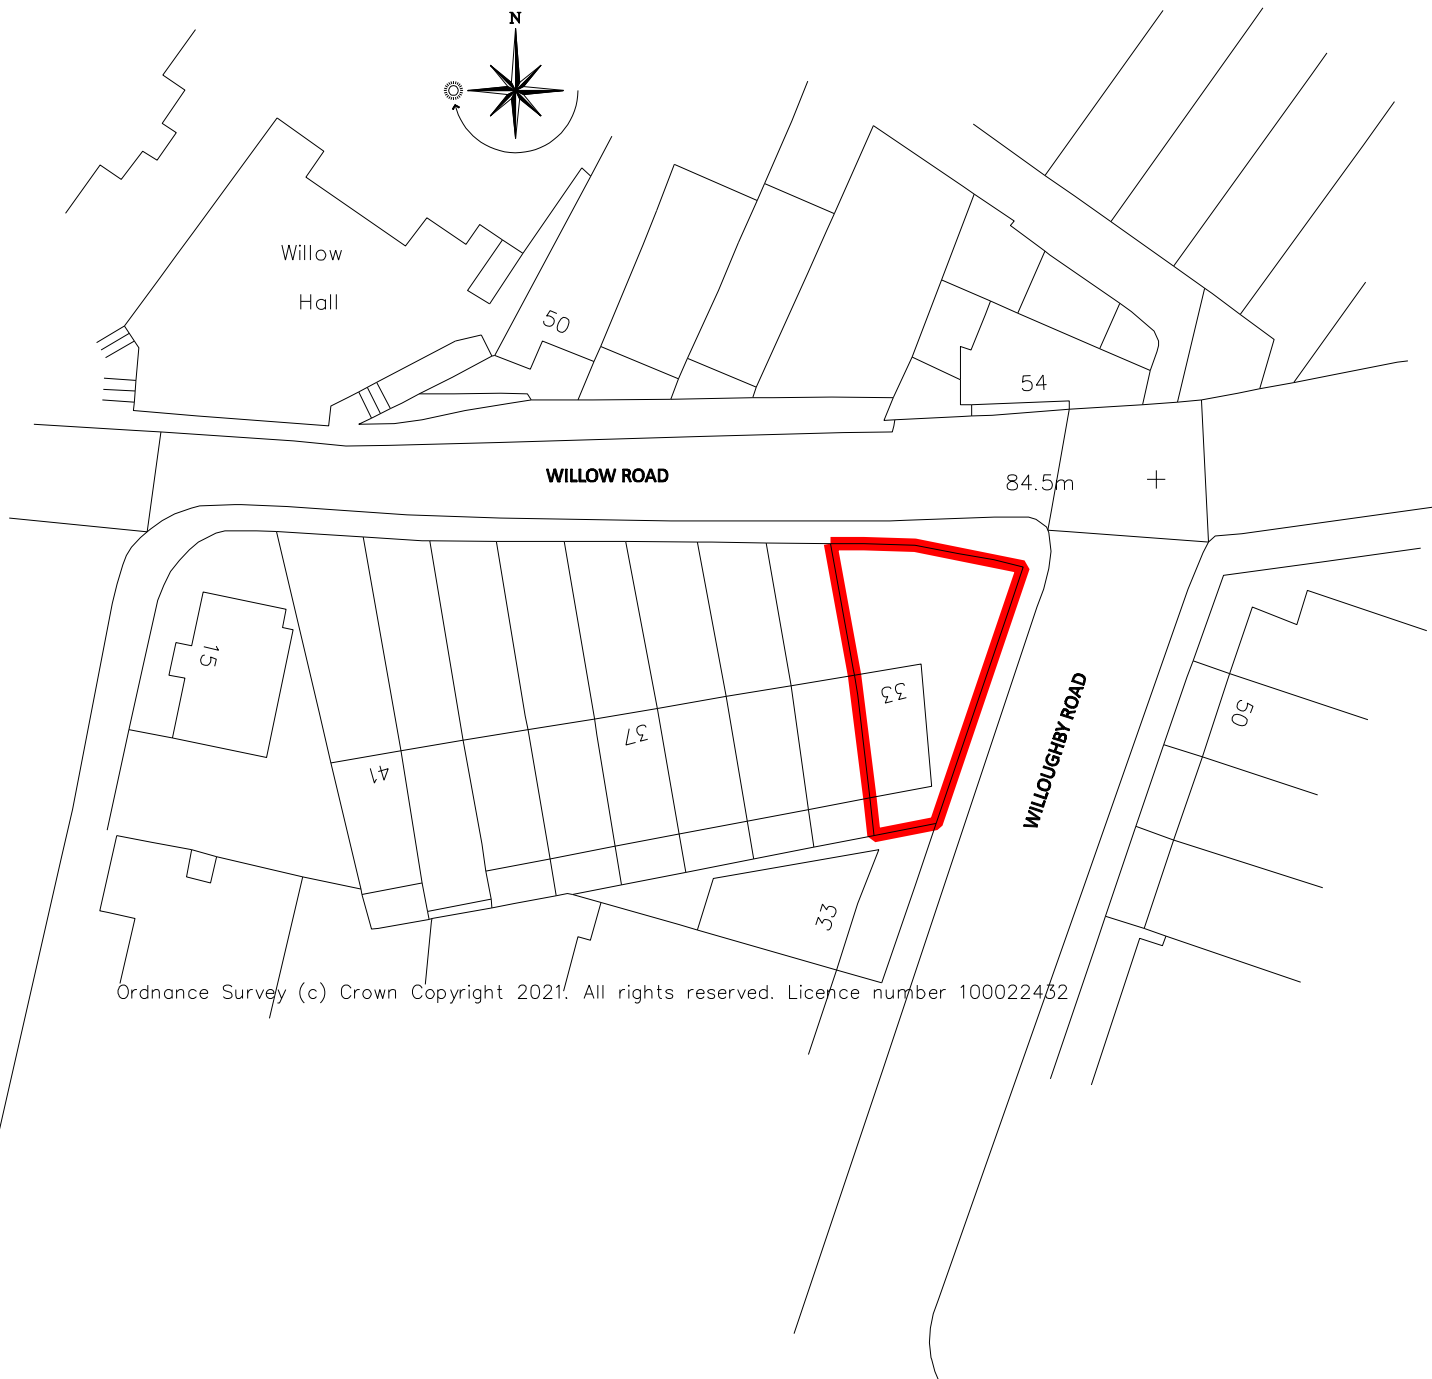 N
Willow
Hall
50
54
WILLOW ROAD
84.5m
15
33
37
41
WILLOUGHBY ROAD
50
33
Ordnance Survey (c) Crown Copyright 2021. All rights reserved. Licence number 100022432